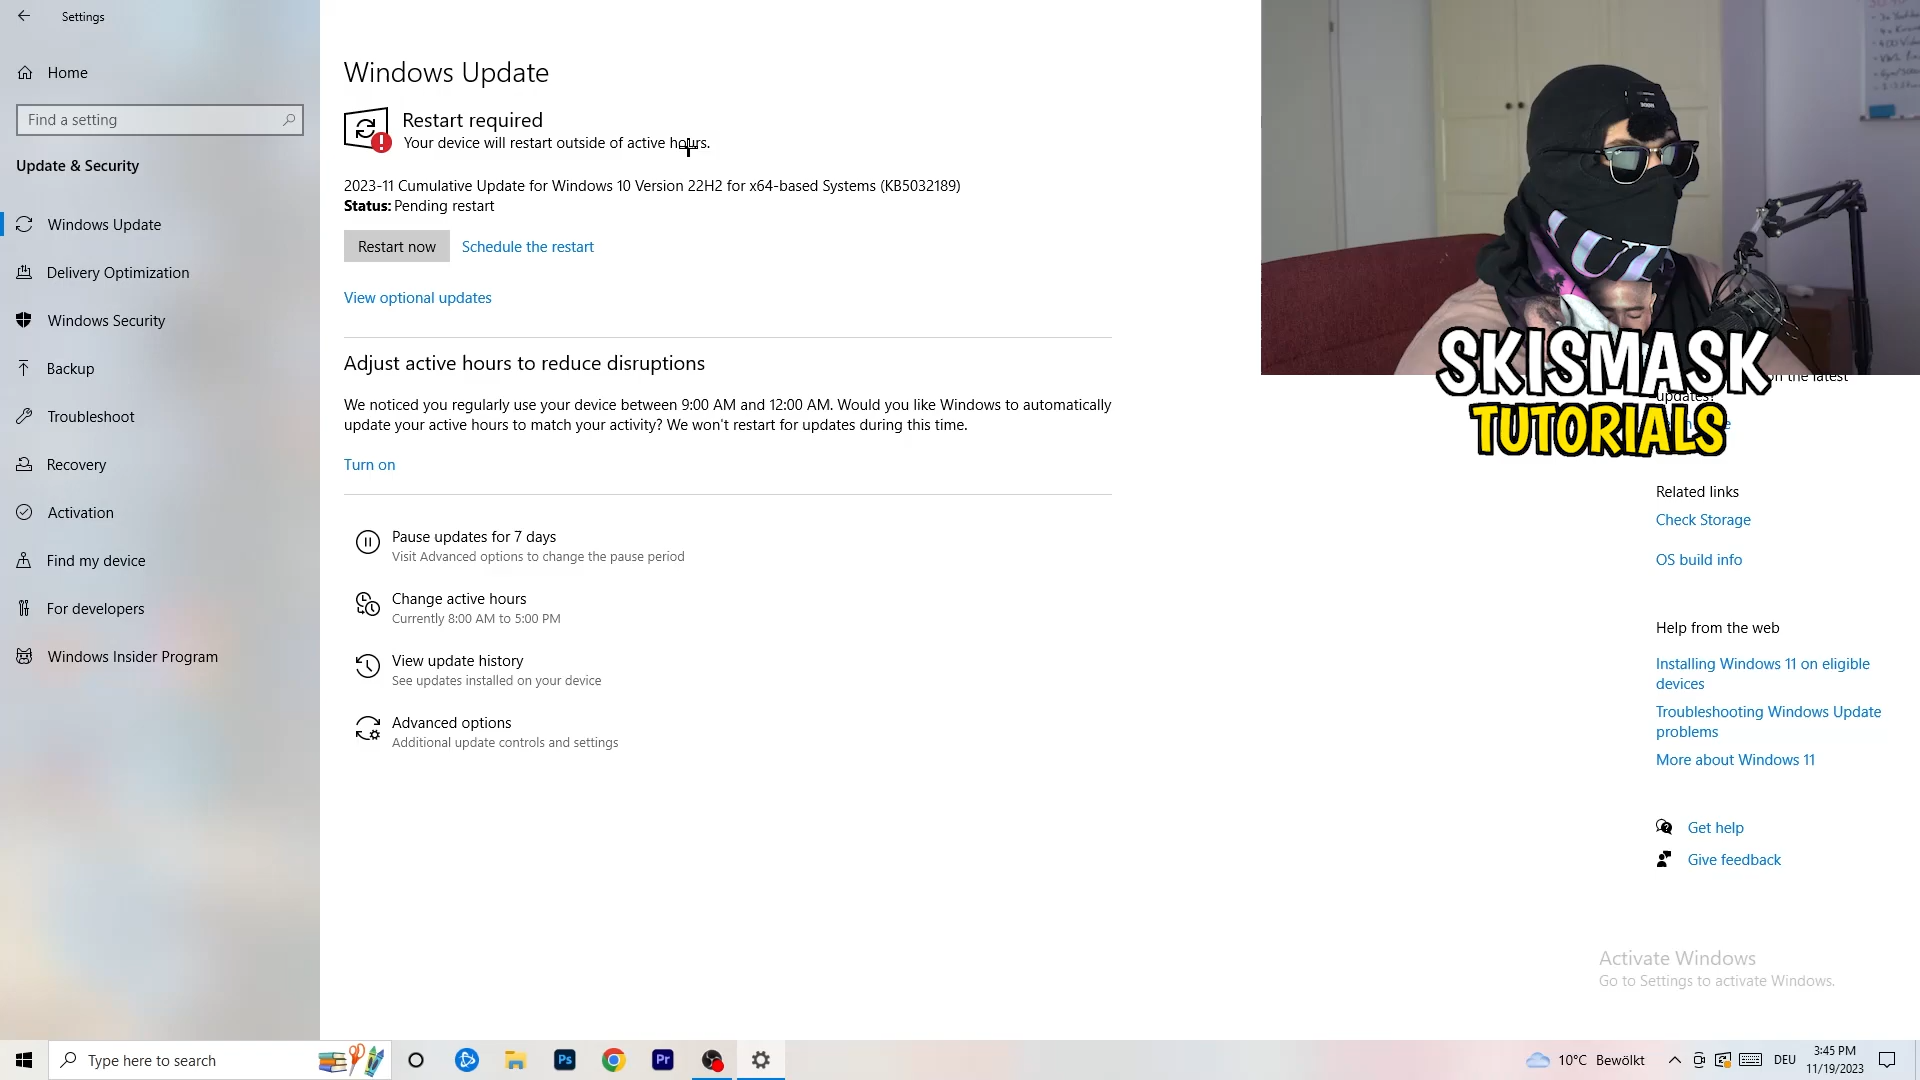 Settings
Home
Find a setting
Update & Security
Windows Update
Delivery Optimization
Windows Security
Backup
Troubleshoot
Recovery
Activation
Find my device
For developers
Windows Insider Program
Windows Update
Restart required
Your device will restart outside of active hours.
2023-11 Cumulative Update for Windows 10 Version 22H2 for x64-based Systems (KB5032189)
Status: Pending restart
Restart now Schedule the restart
View optional updates
Adjust active hours to reduce disruptions
We noticed you regularly use your device between 9:00 AM and 12:00 AM. Would you like Windows to automatically
update your active hours to match your activity? We won't restart for updates during this time.
Turn on
Pause updates for 7 days
Visit Advanced options to change the pause period
Change active hours
Currently 8:00 AM to 5:00 PM
View update history
See updates installed on your device
Advanced options
Additional update controls and settings
SKISMASK
TUTORIALS
on the latest
updates?
Related links
Check Storage
OS build info
Help from the web
Installing Windows 11 on eligible
devices
Troubleshooting Windows Update
problems
More about Windows 11
Get help
Give feedback
Activate Windows
Go to Settings to activate Windows.
Type here to search
Ps
Pr
10°C Bewölkt
DEU
3:45 PM
11/19/2023